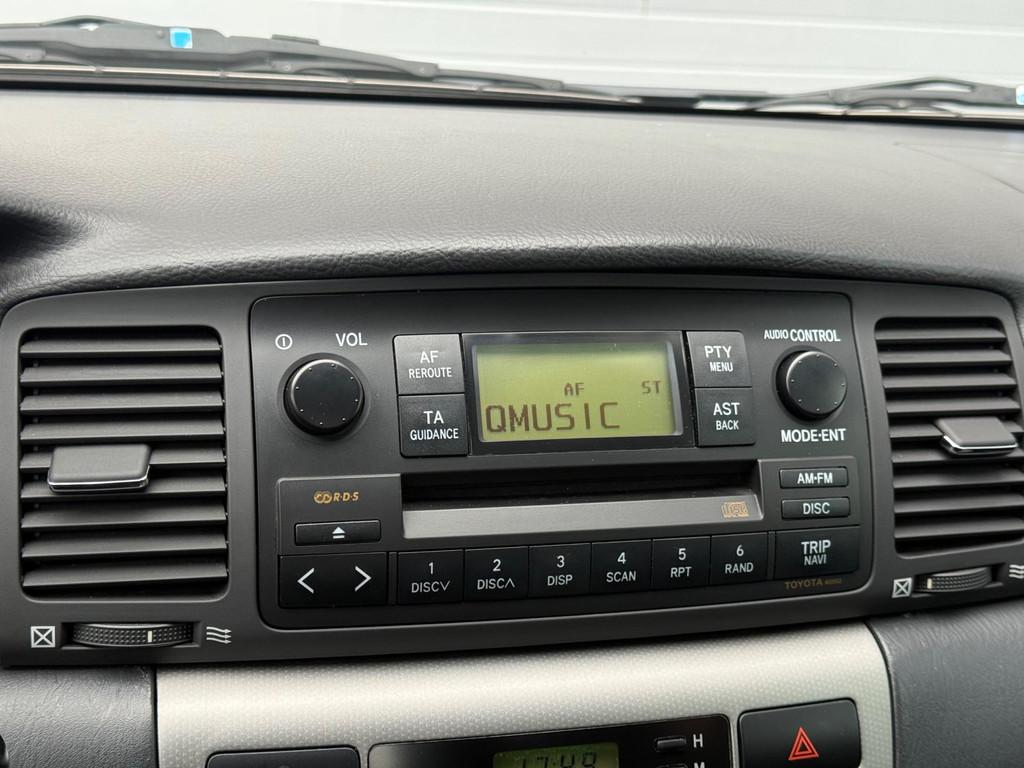 VOL
AF
REROUTE
TA
GUIDANCE
AF ST
QMUSIC
PTY
MENU
AST
BACK
AUDIO CONTROL
MODE·ENT
R·D·S
AM·FM
DISC
1
DISC∨
2
DISC∧
3
DISP
4
SCAN
5
RPT
6
RAND
TRIP
NAVI
TOYOTA
H
M